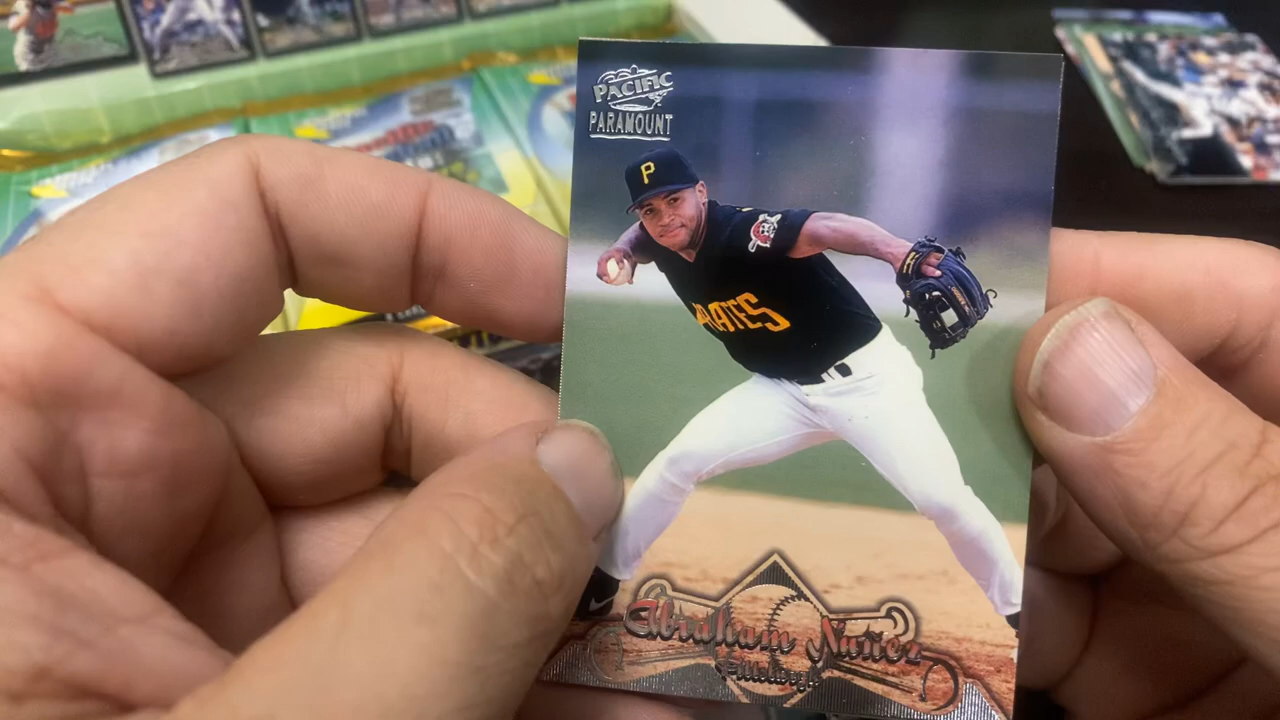 PACIFIC
PARAMOUNT
P
PIRATES
Abraham Nuñez
Pittsburgh